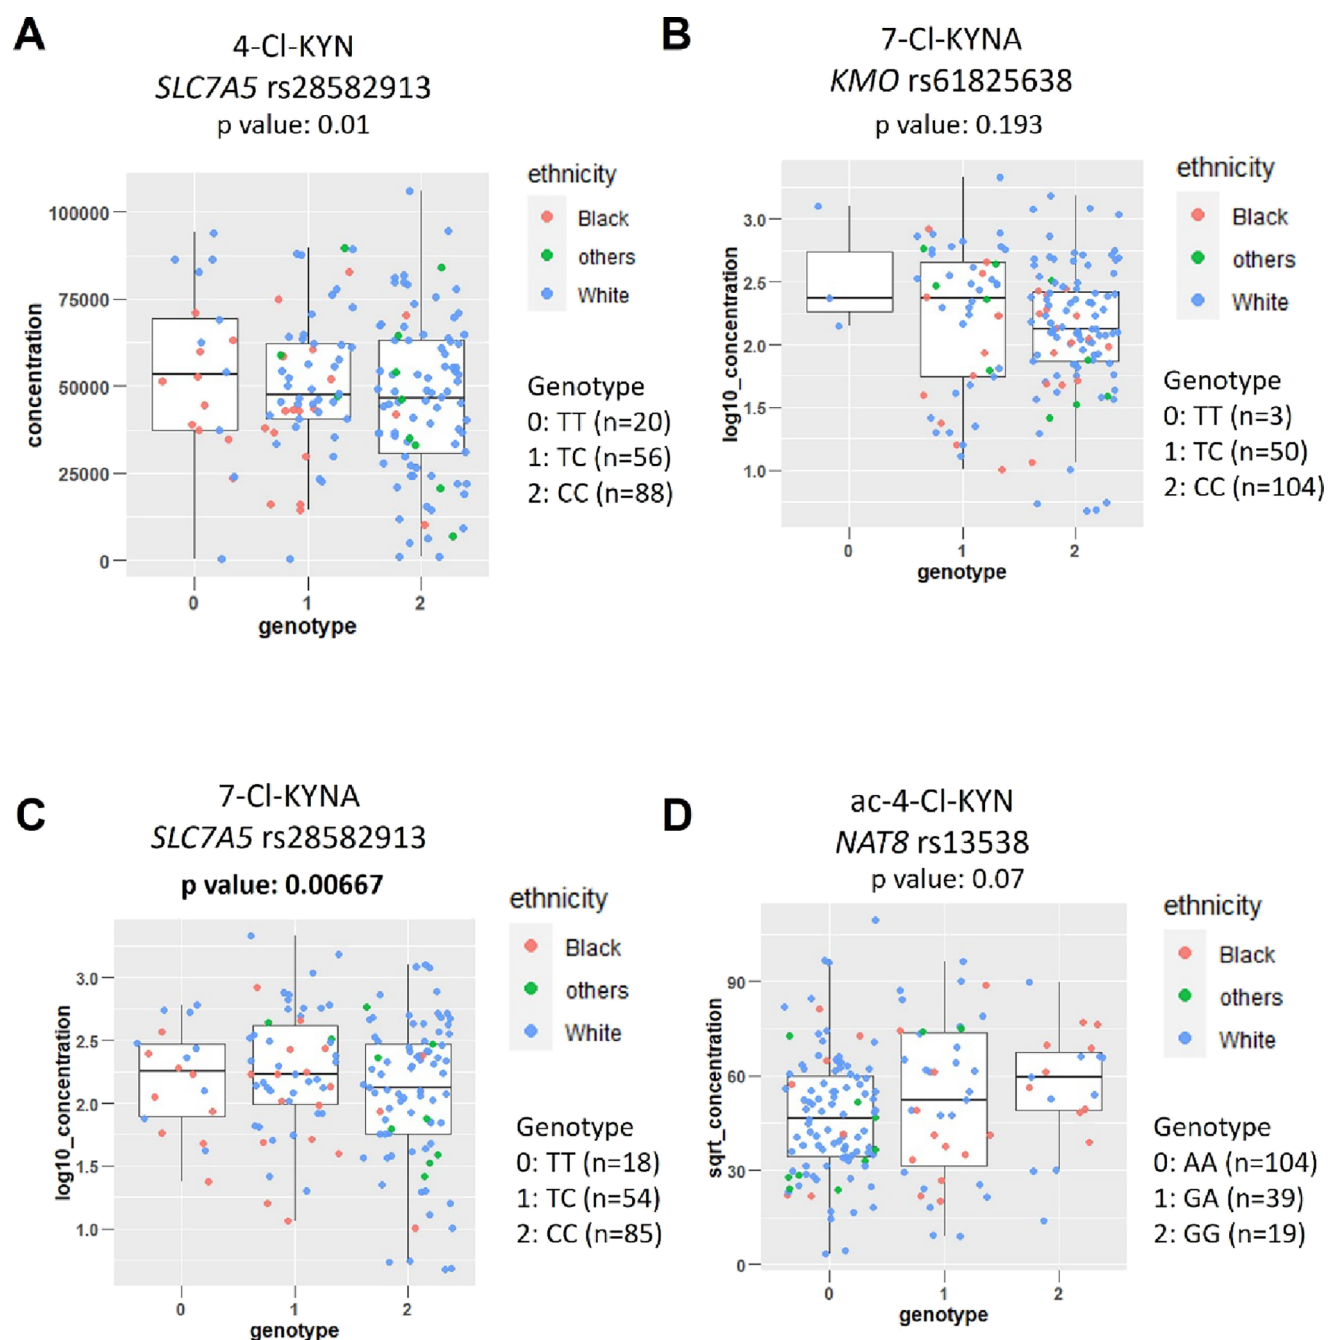 A
4-Cl-KYN
SLC7A5 rs28582913
p value: 0.01
concentration
100000
75000
50000
25000
0
0
1
2
genotype
ethnicity
Black
others
White
Genotype
0: TT (n=20)
1: TC (n=56)
2: CC (n=88)
B
7-Cl-KYNA
KMO rs61825638
p value: 0.193
log10_concentration
3.0
2.5
2.0
1.5
1.0
0
1
2
genotype
ethnicity
Black
others
White
Genotype
0: TT (n=3)
1: TC (n=50)
2: CC (n=104)
C
7-Cl-KYNA
SLC7A5 rs28582913
p value: 0.00667
log10_concentration
3.0
2.5
2.0
1.5
1.0
0
1
2
genotype
ethnicity
Black
others
White
Genotype
0: TT (n=18)
1: TC (n=54)
2: CC (n=85)
D
ac-4-Cl-KYN
NAT8 rs13538
p value: 0.07
sqrt_concentration
90
60
30
0
0
1
2
genotype
ethnicity
Black
others
White
Genotype
0: AA (n=104)
1: GA (n=39)
2: GG (n=19)